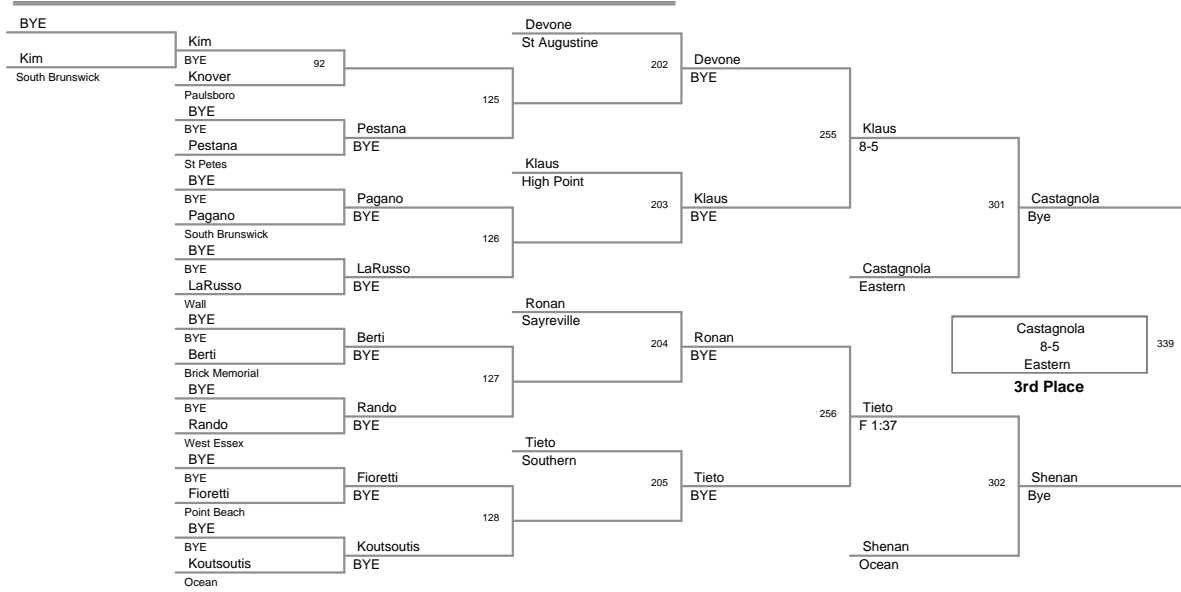 BYE
Kim
South Brunswick
Kim
BYE
92
Knover
Paulsboro
BYE
BYE
Pestana
St Petes
BYE
BYE
Pagano
South Brunswick
BYE
BYE
LaRusso
Wall
BYE
BYE
Berti
Brick Memorial
BYE
BYE
Rando
West Essex
BYE
BYE
Fioretti
Point Beach
BYE
BYE
Koutsoutis
Ocean
125
Pestana
BYE
Pagano
BYE
126
LaRusso
BYE
Berti
BYE
127
Rando
BYE
Fioretti
BYE
128
Koutsoutis
BYE
Devone
St Augustine
202
Klaus
High Point
203
Ronan
Sayreville
204
Tieto
Southern
205
Devone
BYE
255
Klaus
BYE
Ronan
BYE
256
Tieto
BYE
Klaus
8-5
301
Castagnola
Eastern
Tieto
F 1:37
302
Shenan
Ocean
Castagnola
Bye
Castagnola
8-5
339
Eastern
3rd Place
Shenan
Bye